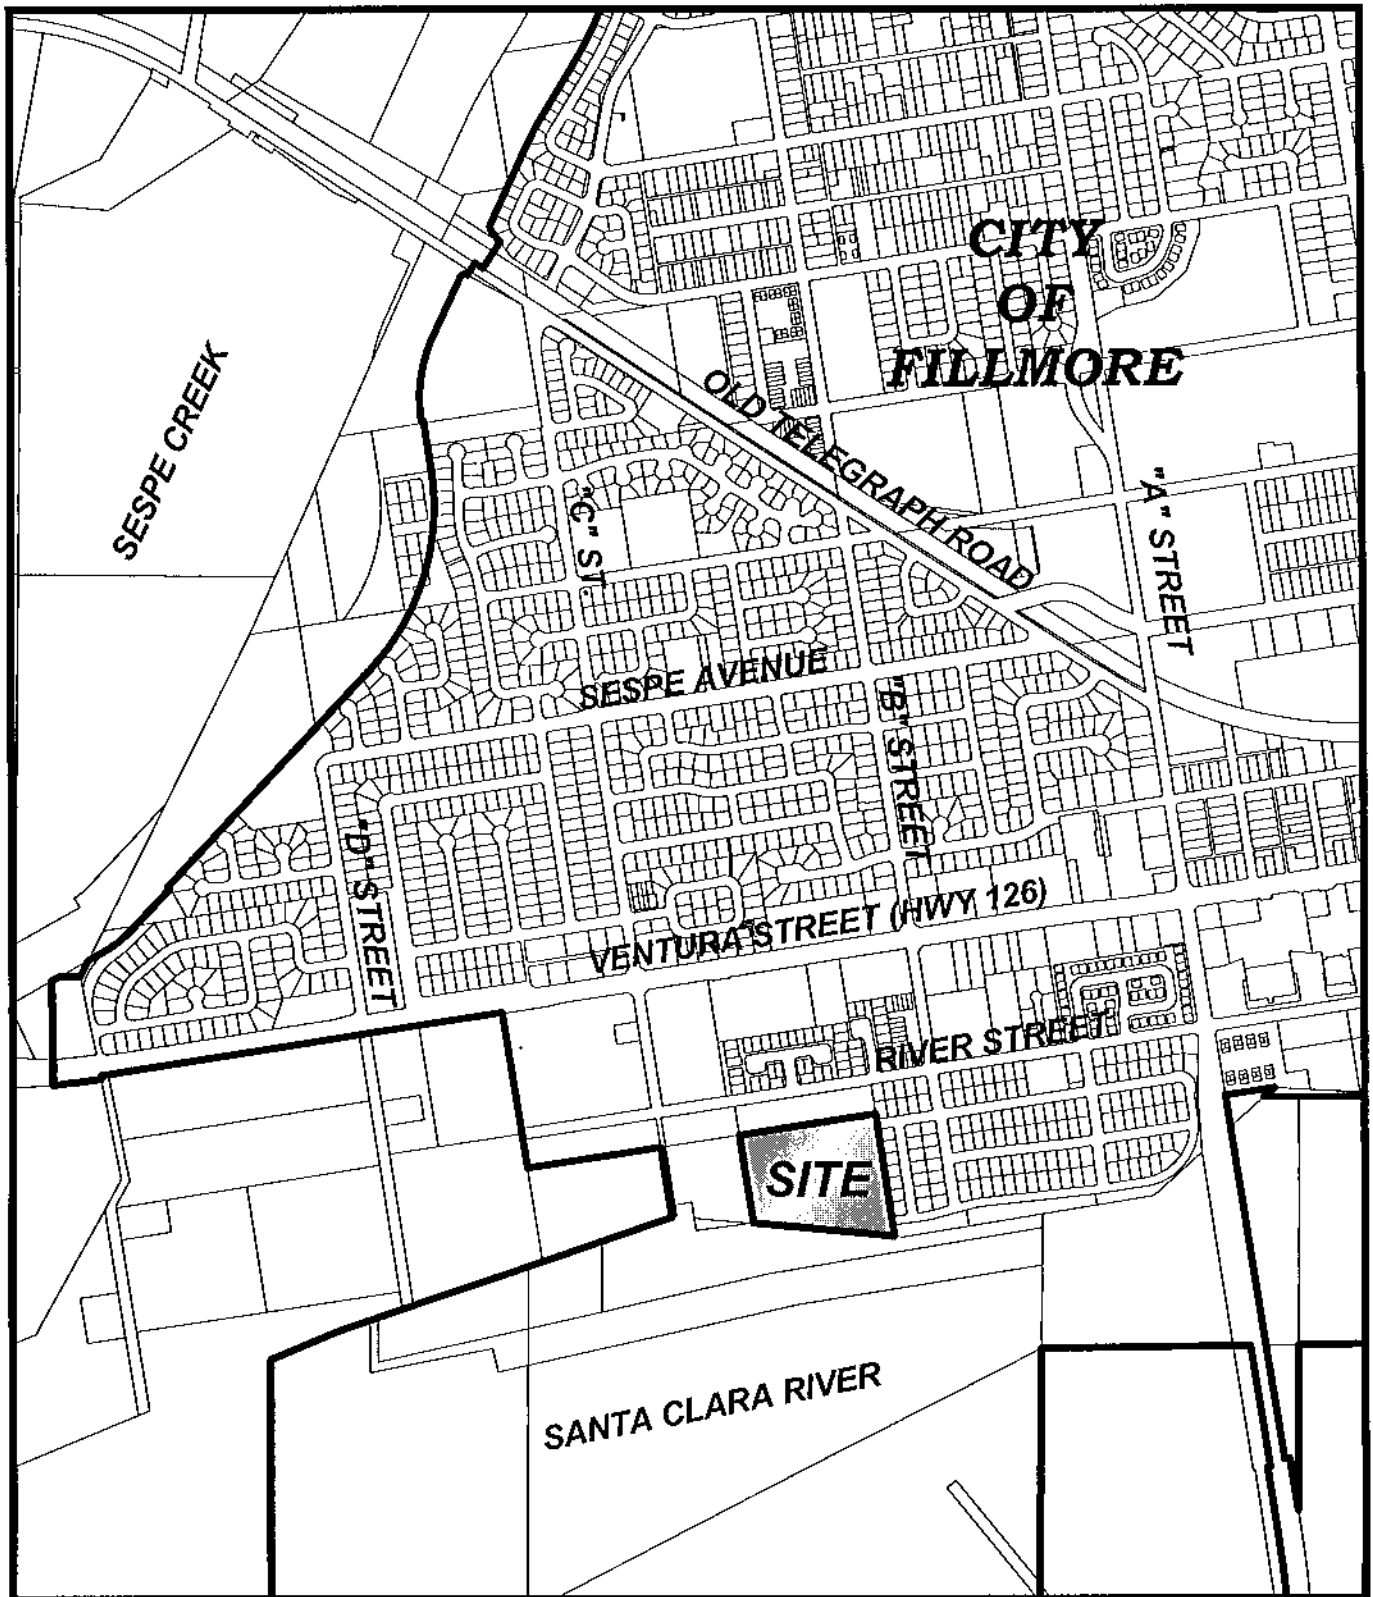 CITY
OF
FILLMORE
SESPE CREEK
OLD TELEGRAPH ROAD
"A" STREET
"C" ST.
SESPE AVENUE
"B" STREET
"D" STREET
VENTURA STREET (HWY 126)
RIVER STREET
SITE
SANTA CLARA RIVER